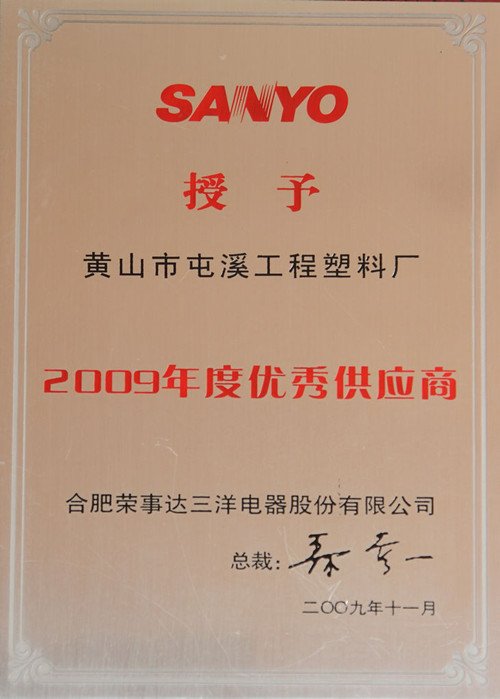 SANYO
授予
黄山市屯溪工程塑料厂
2009年度优秀供应商
合肥荣事达三洋电器股份有限公司
总裁:
二〇〇九年十一月